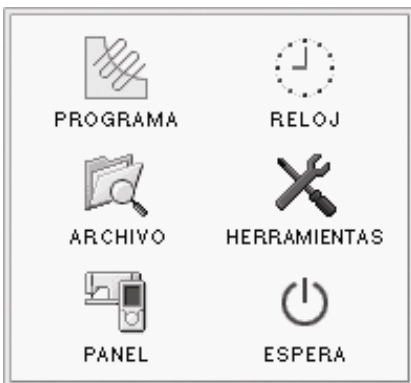 PROGRAMA
RELOJ
ARCHIVO
HERRAMIENTAS
PANEL
ESPERA